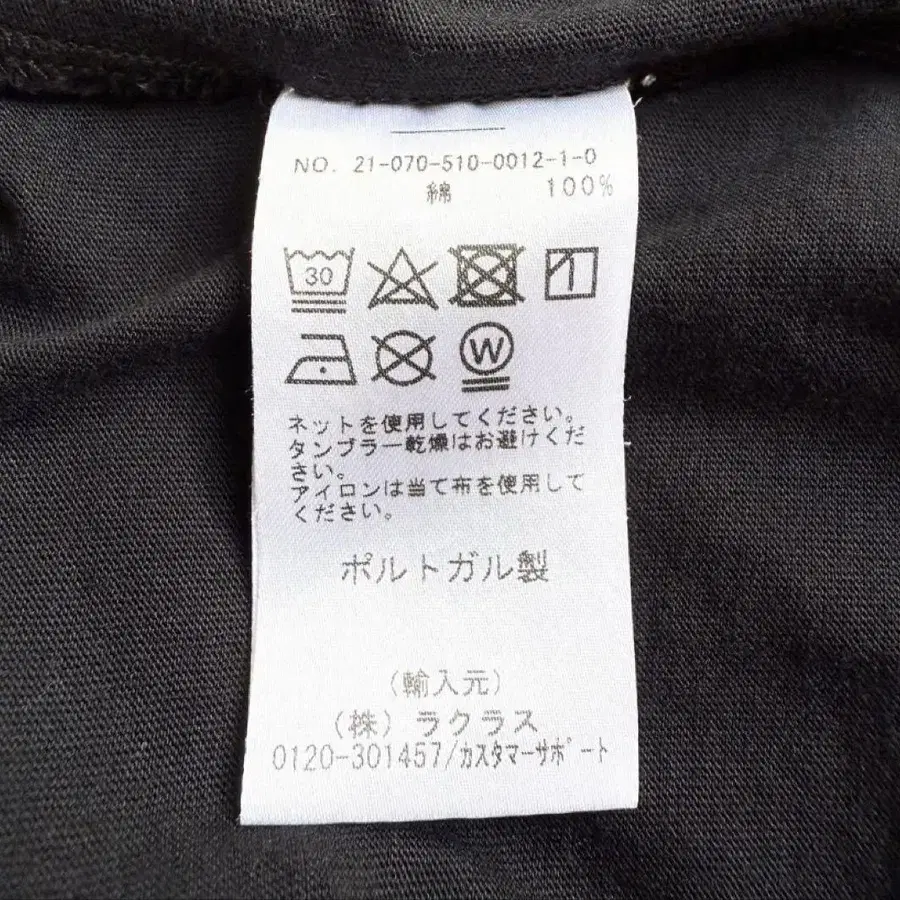 NO. 21-070-510-0012-1-0
綿 100%
30
W
ネットを使用してください。
タンブラー乾燥はお避けくだ
さい。
アイロンは当て布を使用して
ください。
ポルトガル製
(輸入元)
(株)ラクラス
0120-301457/カスタマーサポート